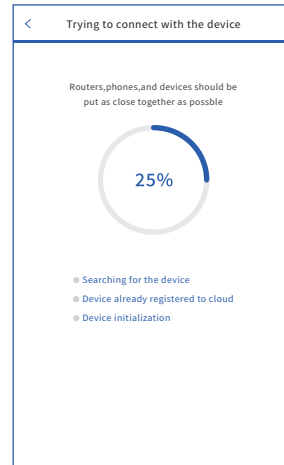 Trying to connect with the device
Routers,phones,and devices should be
put as close together as possble
25%
Searching for the device
Device already registered to cloud
Device initialization